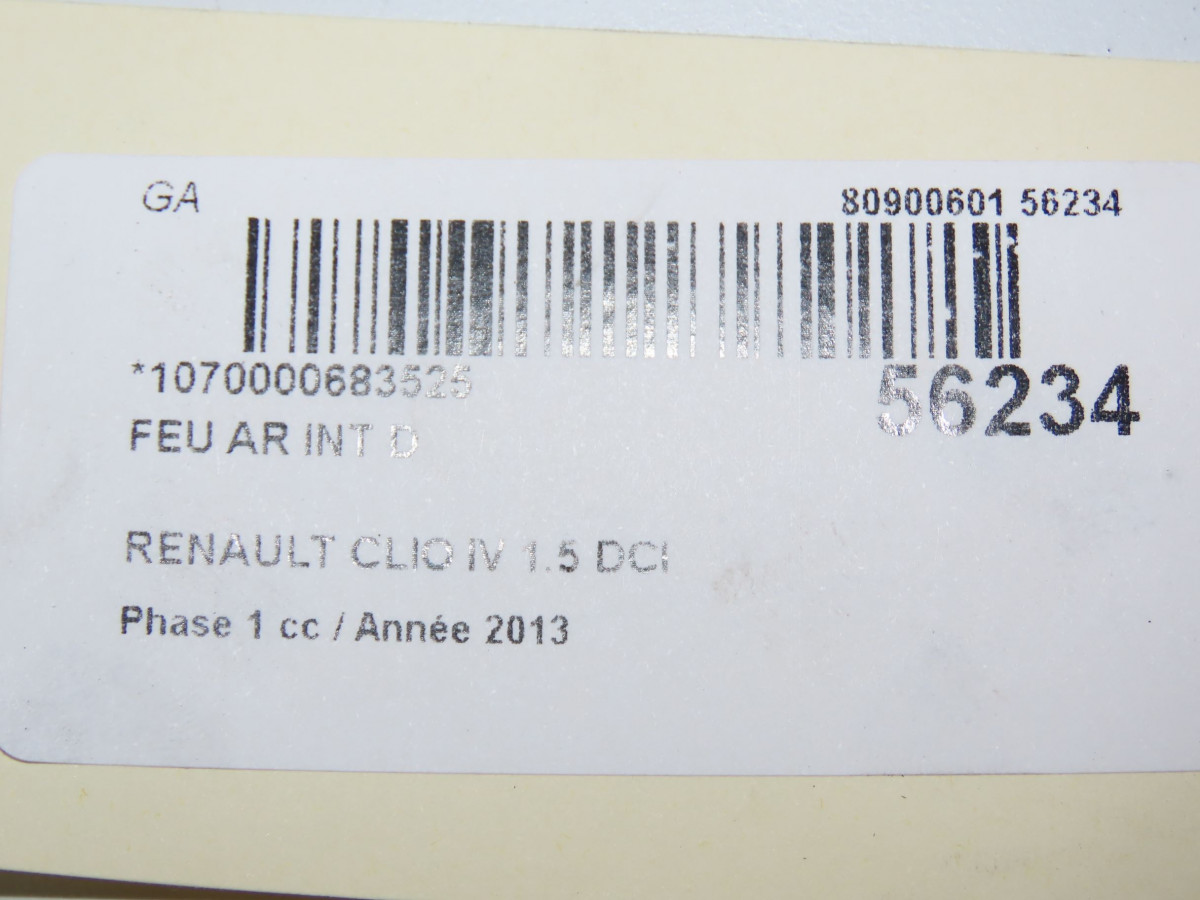 GA
80900601 56234
*1070000683525
56234
FEU AR INT D
RENAULT CLIO IV 1.5 DCI
Phase 1 cc / Année 2013